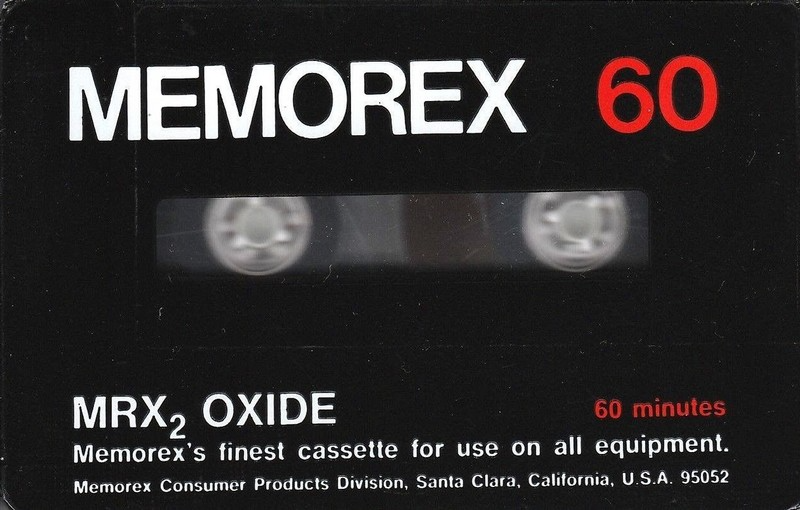 MEMOREX 60
MRX₂ OXIDE 60 minutes
Memorex's finest cassette for use on all equipment.
Memorex Consumer Products Division, Santa Clara, California, U.S.A. 95052